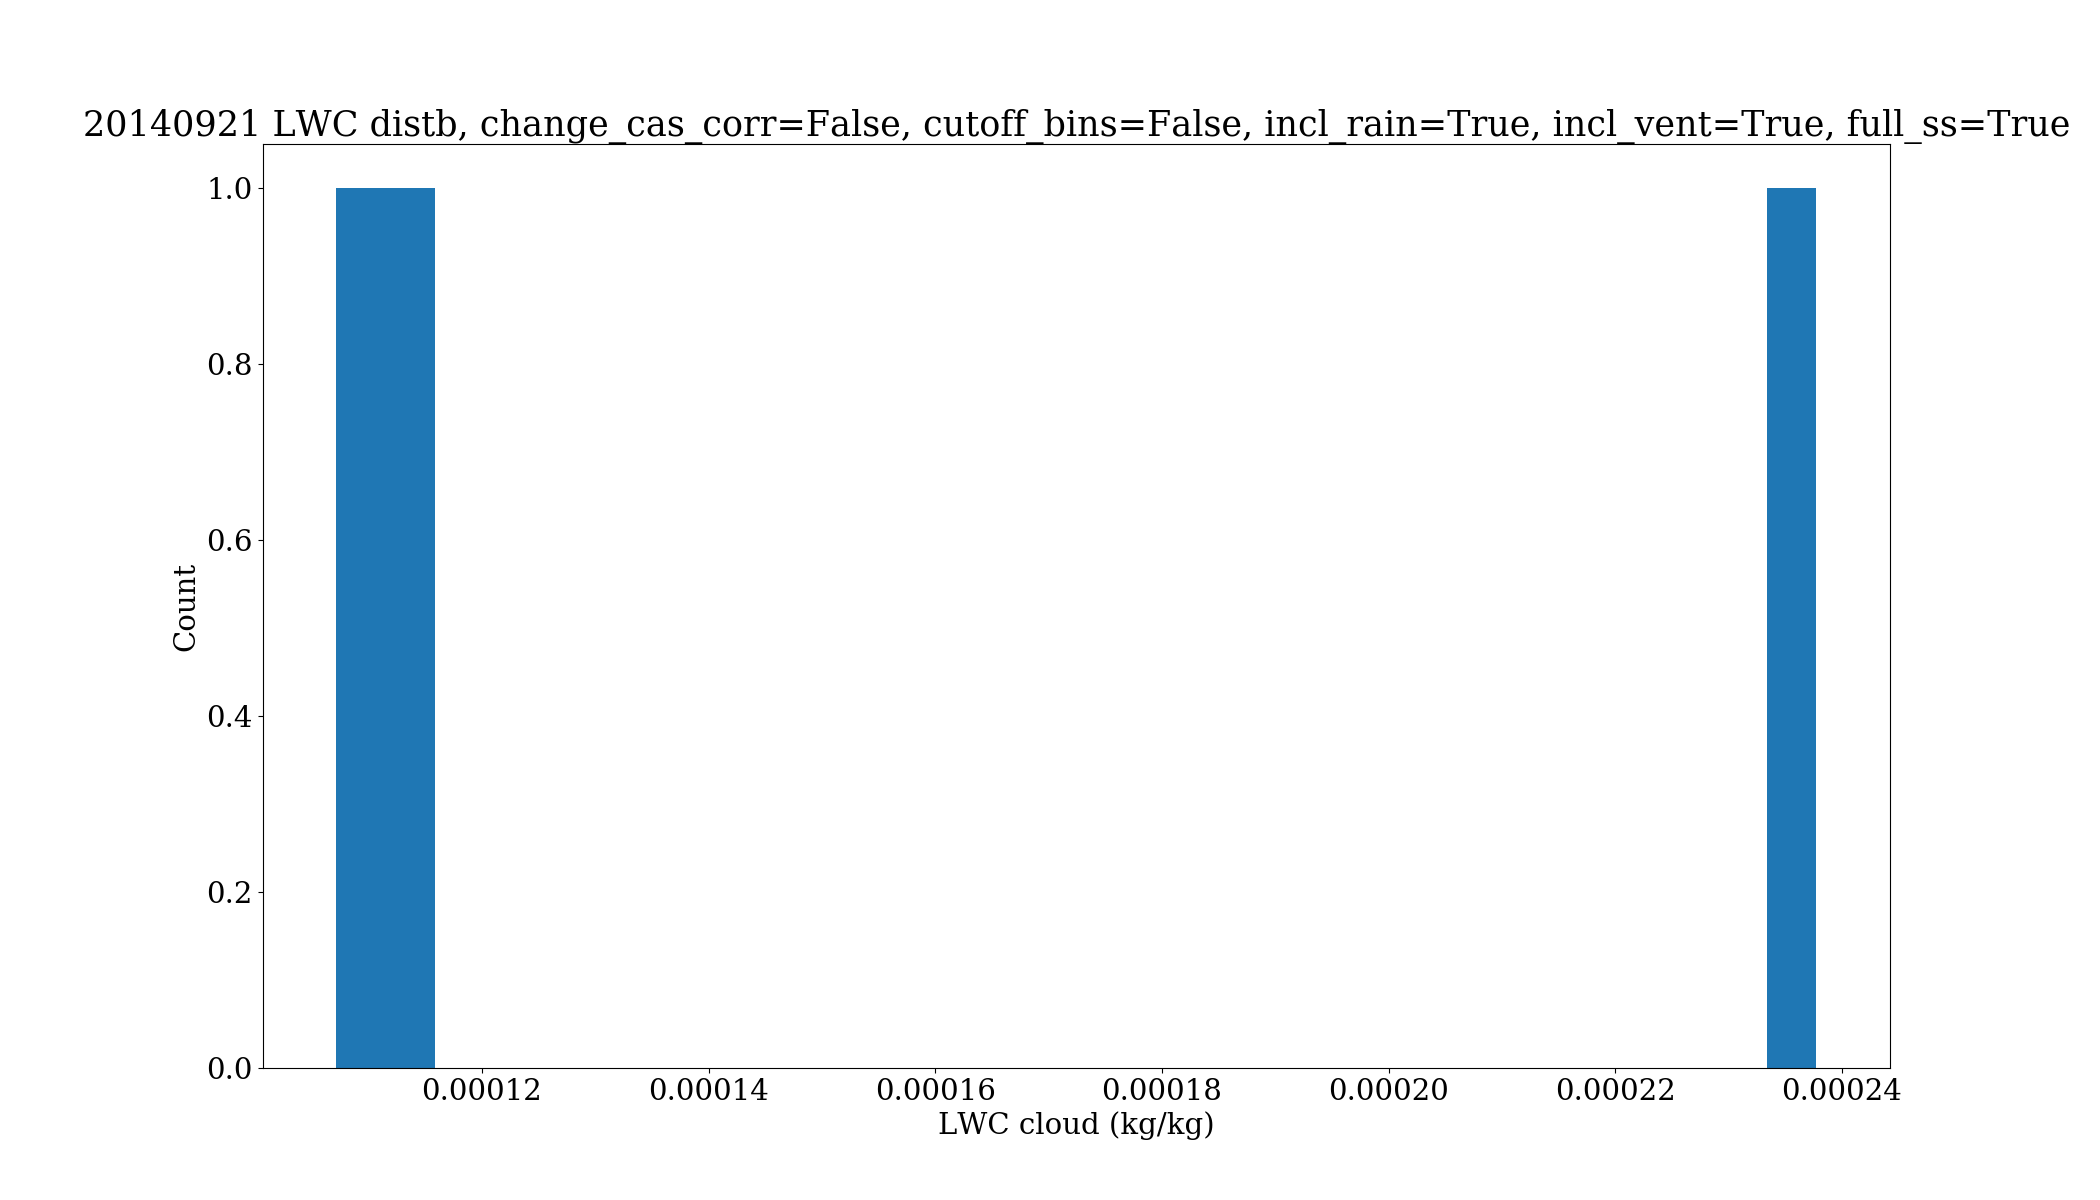 20140921 LWC distb, change_cas_corr=False, cutoff_bins=False, incl_rain=True, incl_vent=True, full_ss=True
1.0
0.8
0.6
0.4
0.2
0.0
Count
0.00012 0.00014 0.00016 0.00018 0.00020 0.00022 0.00024
LWC cloud (kg/kg)